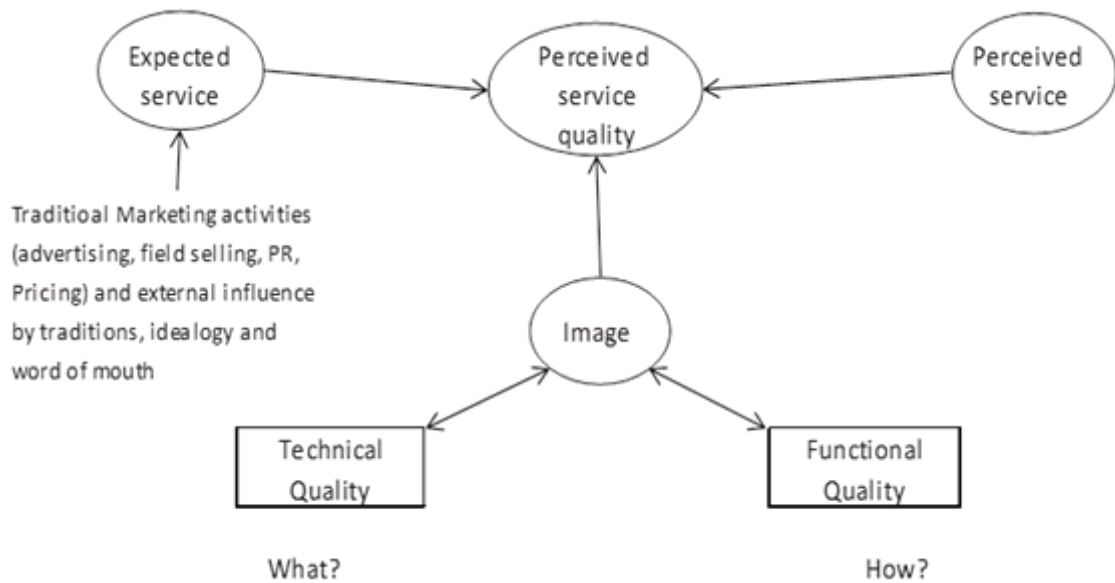 Expected
service
Perceived
service
quality
Perceived
service
Traditioal Marketing activities
(advertising, field selling, PR,
Pricing) and external influence
by traditions, idealogy and
word of mouth
Image
Technical
Quality
Functional
Quality
What?
How?